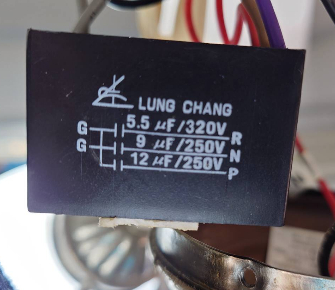 LUNG CHANG
G 5.5 µF/320V R
G 9 µF/250V N
12 µF/250V P